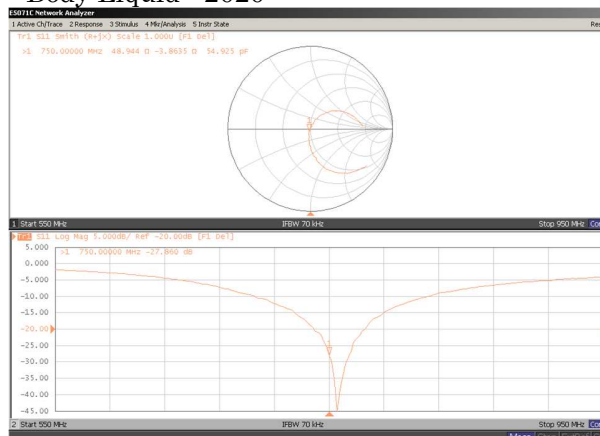 Body Liquid - 2020
E5071C Network Analyzer
1 Active Ch/Trace 2 Response 3 Stimulus 4 Mkr/Analysis 5 Instr State
Tr1 S11 Smith (R+jX) Scale 1.000U [F1 Del]
>1 750.00000 MHz 48.944 Ω -3.8635 Ω 54.925 pF
1 Start 550 MHz IFBW 70 kHz Stop 950 MHz
Tr1 S11 Log Mag 5.000dB/ Ref -20.00dB [F1 Del]
5.000
>1 750.00000 MHz -27.860 dB
0.000
-5.000
-10.00
-15.00
-20.00
-25.00
-30.00
-35.00
-40.00
-45.00
2 Start 550 MHz IFBW 70 kHz Stop 950 MHz